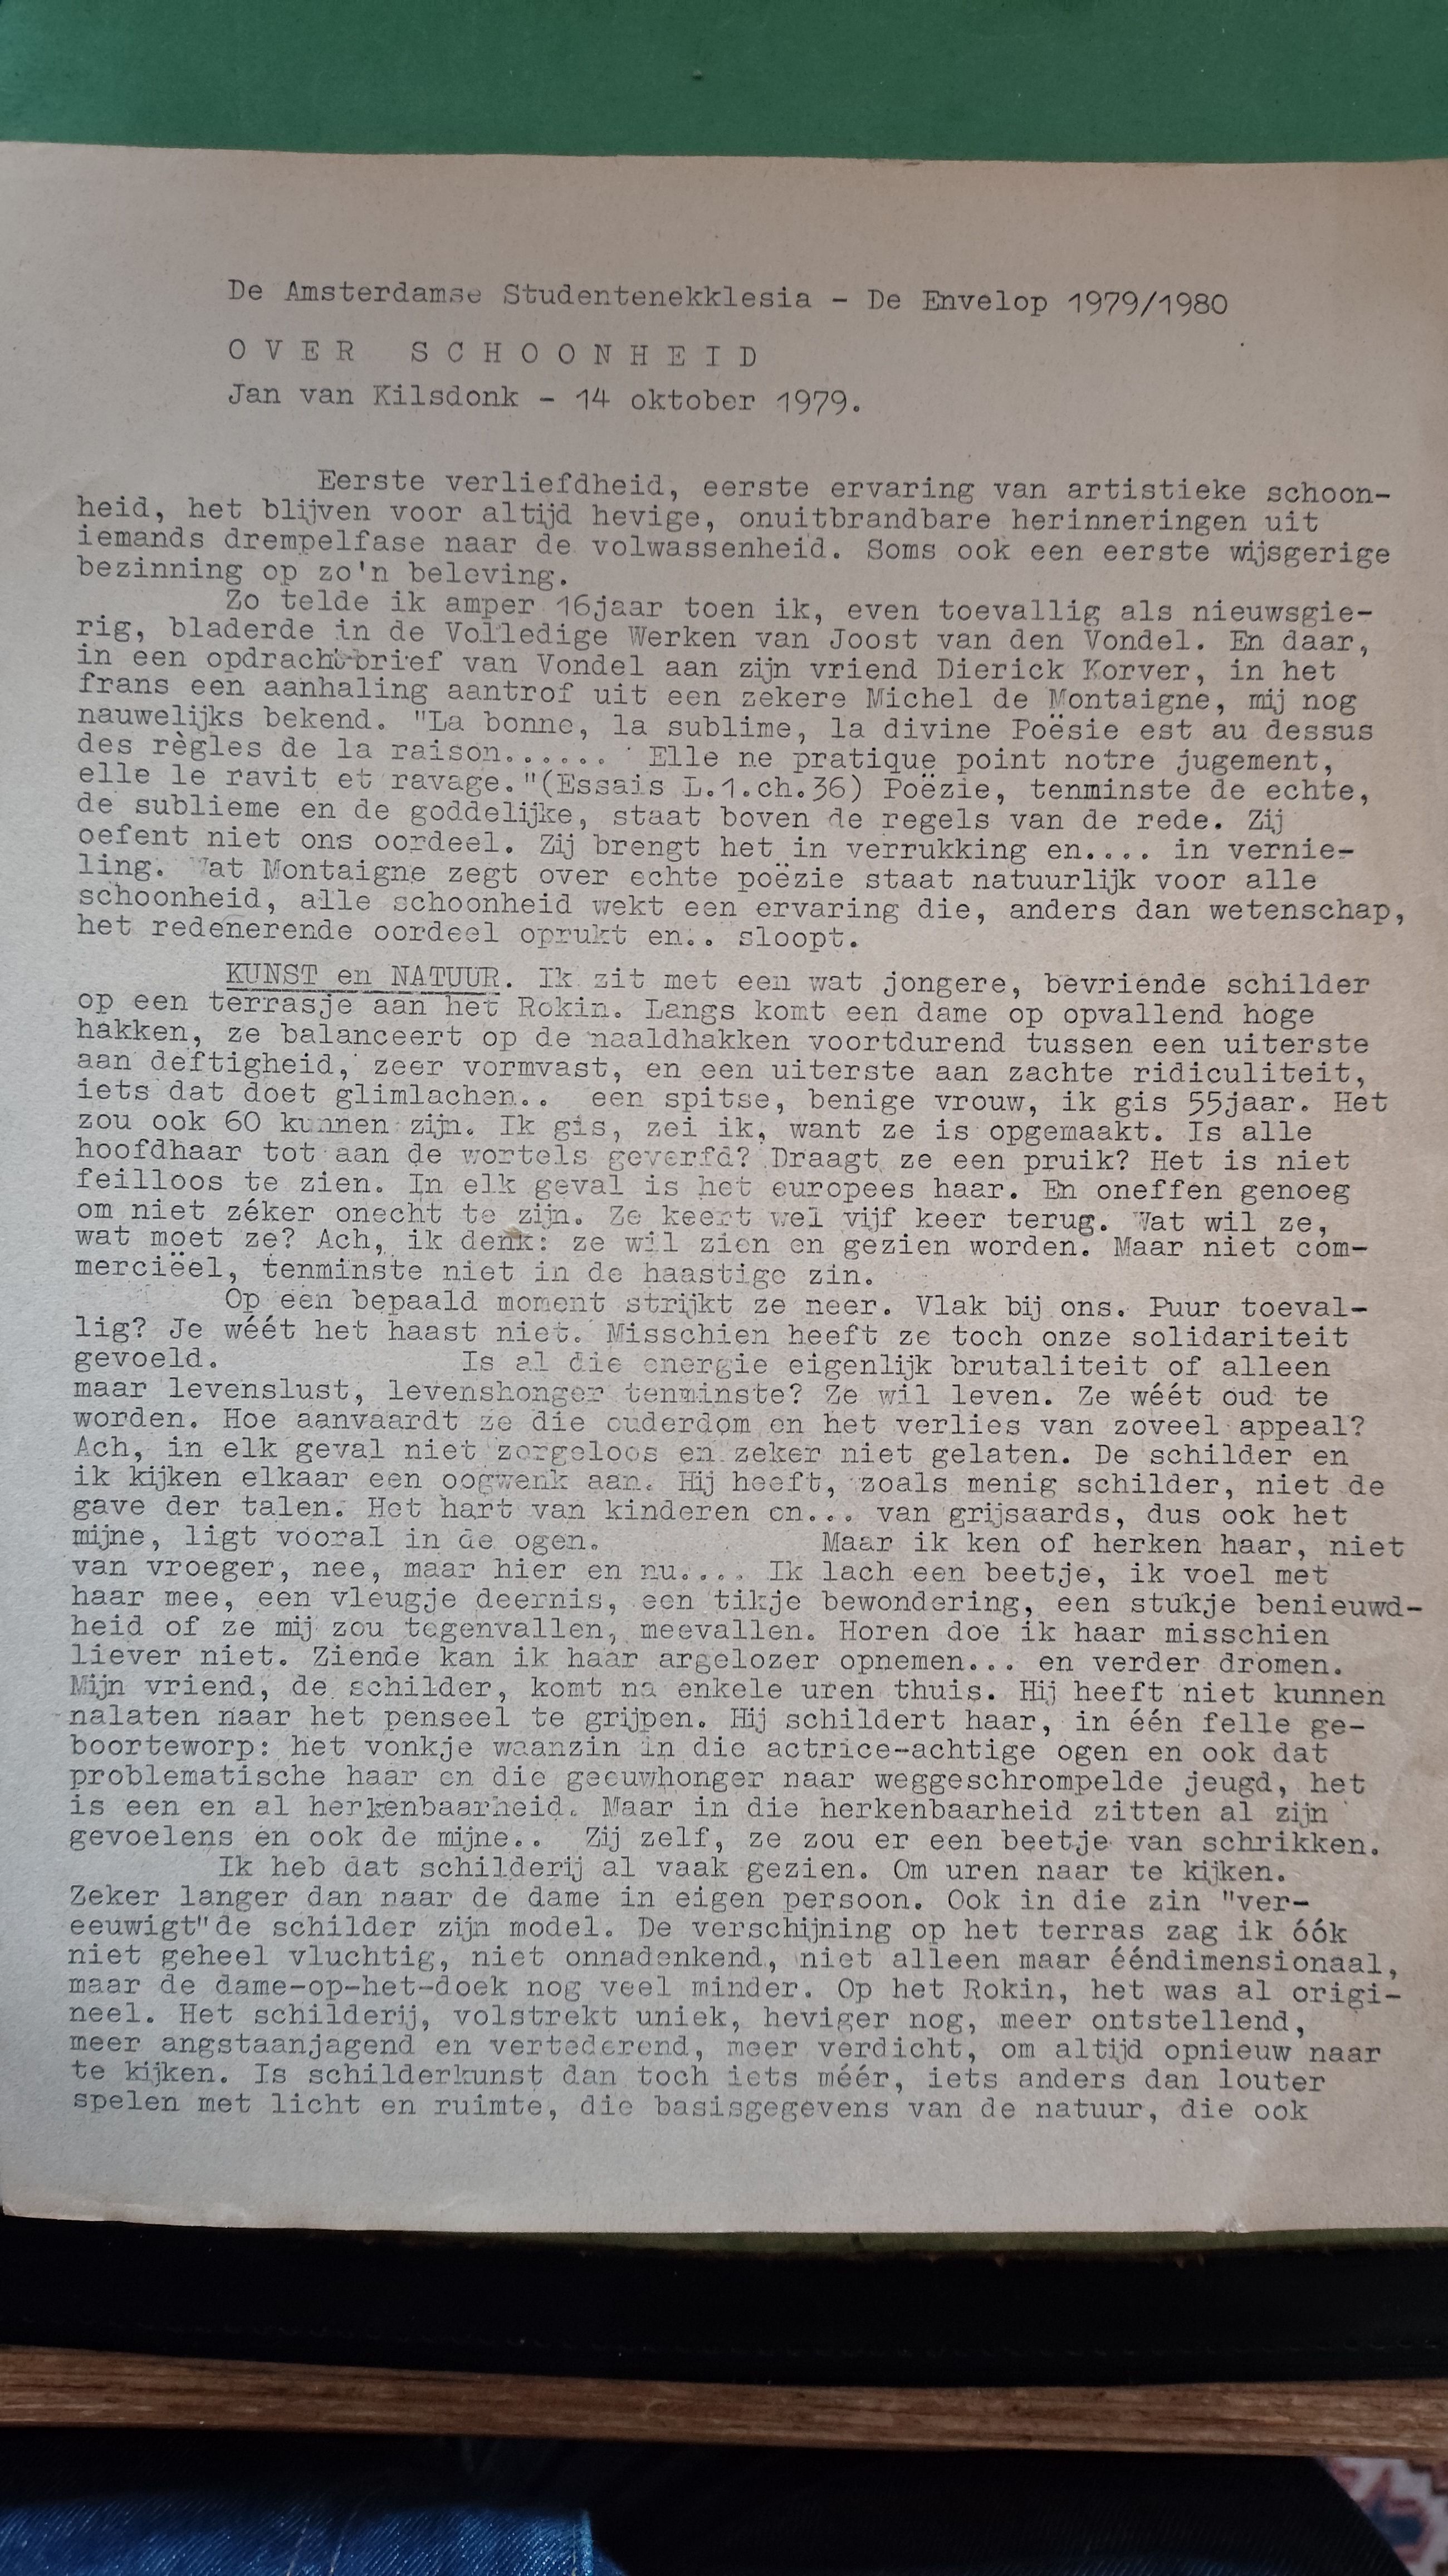 De Amsterdamse Studentenekklesia - De Envelop 1979/1980
O V E R   S C H O O N H E I D
Jan van Kilsdonk - 14 oktober 1979.
Eerste verliefdheid, eerste ervaring van artistieke schoon-
heid, het blijven voor altijd hevige, onuitbrandbare herinneringen uit
iemands drempelfase naar de volwassenheid. Soms ook een eerste wijsgerige
bezinning op zo'n beleving.
Zo telde ik amper 16jaar toen ik, even toevallig als nieuwsgie-
rig, bladerde in de Volledige Werken van Joost van den Vondel. En daar,
in een opdracht-brief van Vondel aan zijn vriend Dierick Korver, in het
frans een aanhaling aantrof uit een zekere Michel de Montaigne, mij nog
nauwelijks bekend. "La bonne, la sublime, la divine Poësie est au dessus
des règles de la raison...... Elle ne pratique point notre jugement,
elle le ravit et ravage."(Essais L.1.ch.36) Poëzie, tenminste de echte,
de sublieme en de goddelijke, staat boven de regels van de rede. Zij
oefent niet ons oordeel. Zij brengt het in verrukking en.... in vernie-
ling. Wat Montaigne zegt over echte poëzie staat natuurlijk voor alle
schoonheid, alle schoonheid wekt een ervaring die, anders dan wetenschap,
het redenerende oordeel oprukt en.. sloopt.
KUNST en NATUUR. Ik zit met een wat jongere, bevriende schilder
op een terrasje aan het Rokin. Langs komt een dame op opvallend hoge
hakken, ze balanceert op de naaldhakken voortdurend tussen een uiterste
aan deftigheid, zeer vormvast, en een uiterste aan zachte ridiculiteit,
iets dat doet glimlachen.. een spitse, benige vrouw, ik gis 55jaar. Het
zou ook 60 kunnen zijn. Ik gis, zei ik, want ze is opgemaakt. Is alle
hoofdhaar tot aan de wortels geverfd? Draagt ze een pruik? Het is niet
feilloos te zien. In elk geval is het europees haar. En oneffen genoeg
om niet zéker onecht te zijn. Ze keert wel vijf keer terug. Wat wil ze,
wat moet ze? Ach, ik denk: ze wil zien en gezien worden. Maar niet com-
merciëel, tenminste niet in de haastige zin.
Op een bepaald moment strijkt ze neer. Vlak bij ons. Puur toeval-
lig? Je wéét het haast niet. Misschien heeft ze toch onze solidariteit
gevoeld. Is al die energie eigenlijk brutaliteit of alleen
maar levenslust, levenshonger tenminste? Ze wil leven. Ze wéét oud te
worden. Hoe aanvaardt ze die ouderdom en het verlies van zoveel appeal?
Ach, in elk geval niet zorgeloos en zeker niet gelaten. De schilder en
ik kijken elkaar een oogwenk aan. Hij heeft, zoals menig schilder, niet de
gave der talen. Het hart van kinderen en... van grijsaards, dus ook het
mijne, ligt vooral in de ogen. Maar ik ken of herken haar, niet
van vroeger, nee, maar hier en nu.... Ik lach een beetje, ik voel met
haar mee, een vleugje deernis, een tikje bewondering, een stukje benieuwd-
heid of ze mij zou tegenvallen, meevallen. Horen doe ik haar misschien
liever niet. Ziende kan ik haar argelozer opnemen... en verder dromen.
Mijn vriend, de schilder, komt na enkele uren thuis. Hij heeft niet kunnen
nalaten naar het penseel te grijpen. Hij schildert haar, in één felle ge-
boorteworp: het vonkje waanzin in die actrice-achtige ogen en ook dat
problematische haar en die geeuwhonger naar weggeschrompelde jeugd, het
is een en al herkenbaarheid. Maar in die herkenbaarheid zitten al zijn
gevoelens en ook de mijne.. Zij zelf, ze zou er een beetje van schrikken.
Ik heb dat schilderij al vaak gezien. Om uren naar te kijken.
Zeker langer dan naar de dame in eigen persoon. Ook in die zin "ver-
eeuwigt"de schilder zijn model. De verschijning op het terras zag ik óók
niet geheel vluchtig, niet onnadenkend, niet alleen maar ééndimensionaal,
maar de dame-op-het-doek nog veel minder. Op het Rokin, het was al origi-
neel. Het schilderij, volstrekt uniek, heviger nog, meer ontstellend,
meer angstaanjagend en vertederend, meer verdicht, om altijd opnieuw naar
te kijken. Is schilderkunst dan toch iets méér, iets anders dan louter
spelen met licht en ruimte, die basisgegevens van de natuur, die ook